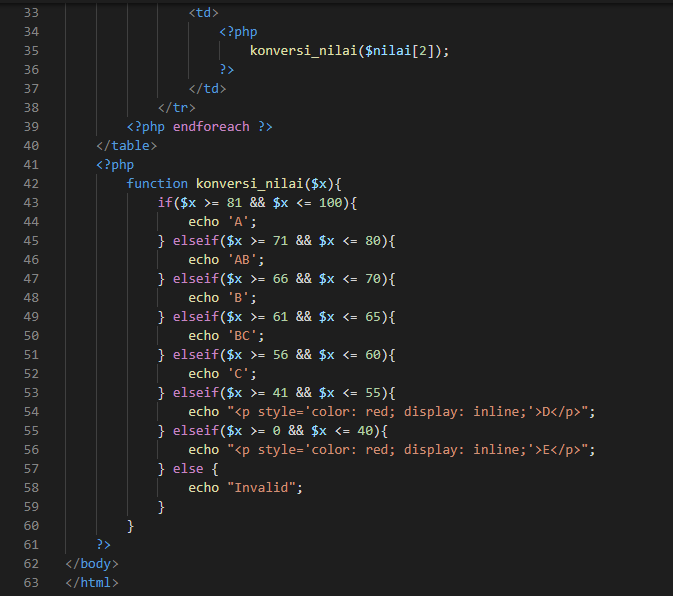 33 <td>
34 <?php
35 konversi_nilai($nilai[2]);
36 ?>
37 </td>
38 </tr>
39 <?php endforeach ?>
40 </table>
41 <?php
42 function konversi_nilai($x){
43 if($x >= 81 && $x <= 100){
44 echo 'A';
45 } elseif($x >= 71 && $x <= 80){
46 echo 'AB';
47 } elseif($x >= 66 && $x <= 70){
48 echo 'B';
49 } elseif($x >= 61 && $x <= 65){
50 echo 'BC';
51 } elseif($x >= 56 && $x <= 60){
52 echo 'C';
53 } elseif($x >= 41 && $x <= 55){
54 echo "<p style='color: red; display: inline;'>D</p>";
55 } elseif($x >= 0 && $x <= 40){
56 echo "<p style='color: red; display: inline;'>E</p>";
57 } else {
58 echo "Invalid";
59 }
60 }
61 ?>
62 </body>
63 </html>